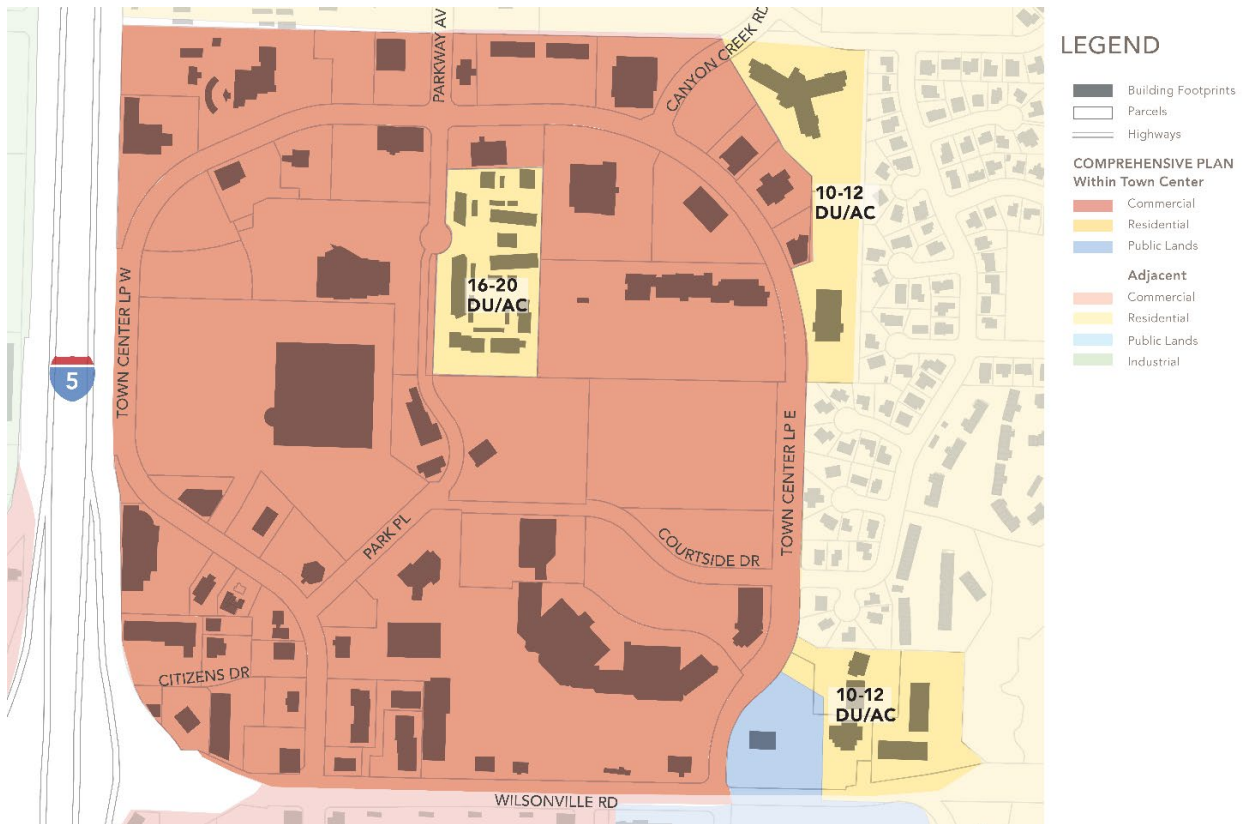 PARKWAY AV
CANYON CREEK RD
10-12
DU/AC
16-20
DU/AC
TOWN CENTER LP W
5
TOWN CENTER LP E
PARK PL
COURTSIDE DR
CITIZENS DR
10-12
DU/AC
WILSONVILLE RD
LEGEND
Building Footprints
Parcels
Highways
COMPREHENSIVE PLAN
Within Town Center
Commercial
Residential
Public Lands
Adjacent
Commercial
Residential
Public Lands
Industrial